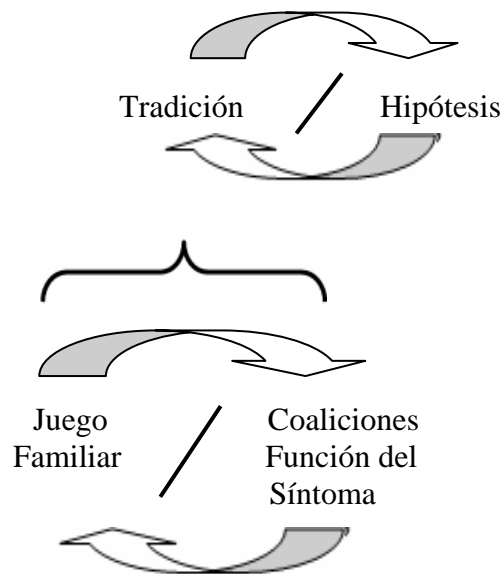 Tradición Hipótesis
Juego Coaliciones
Familiar Función del
Síntoma